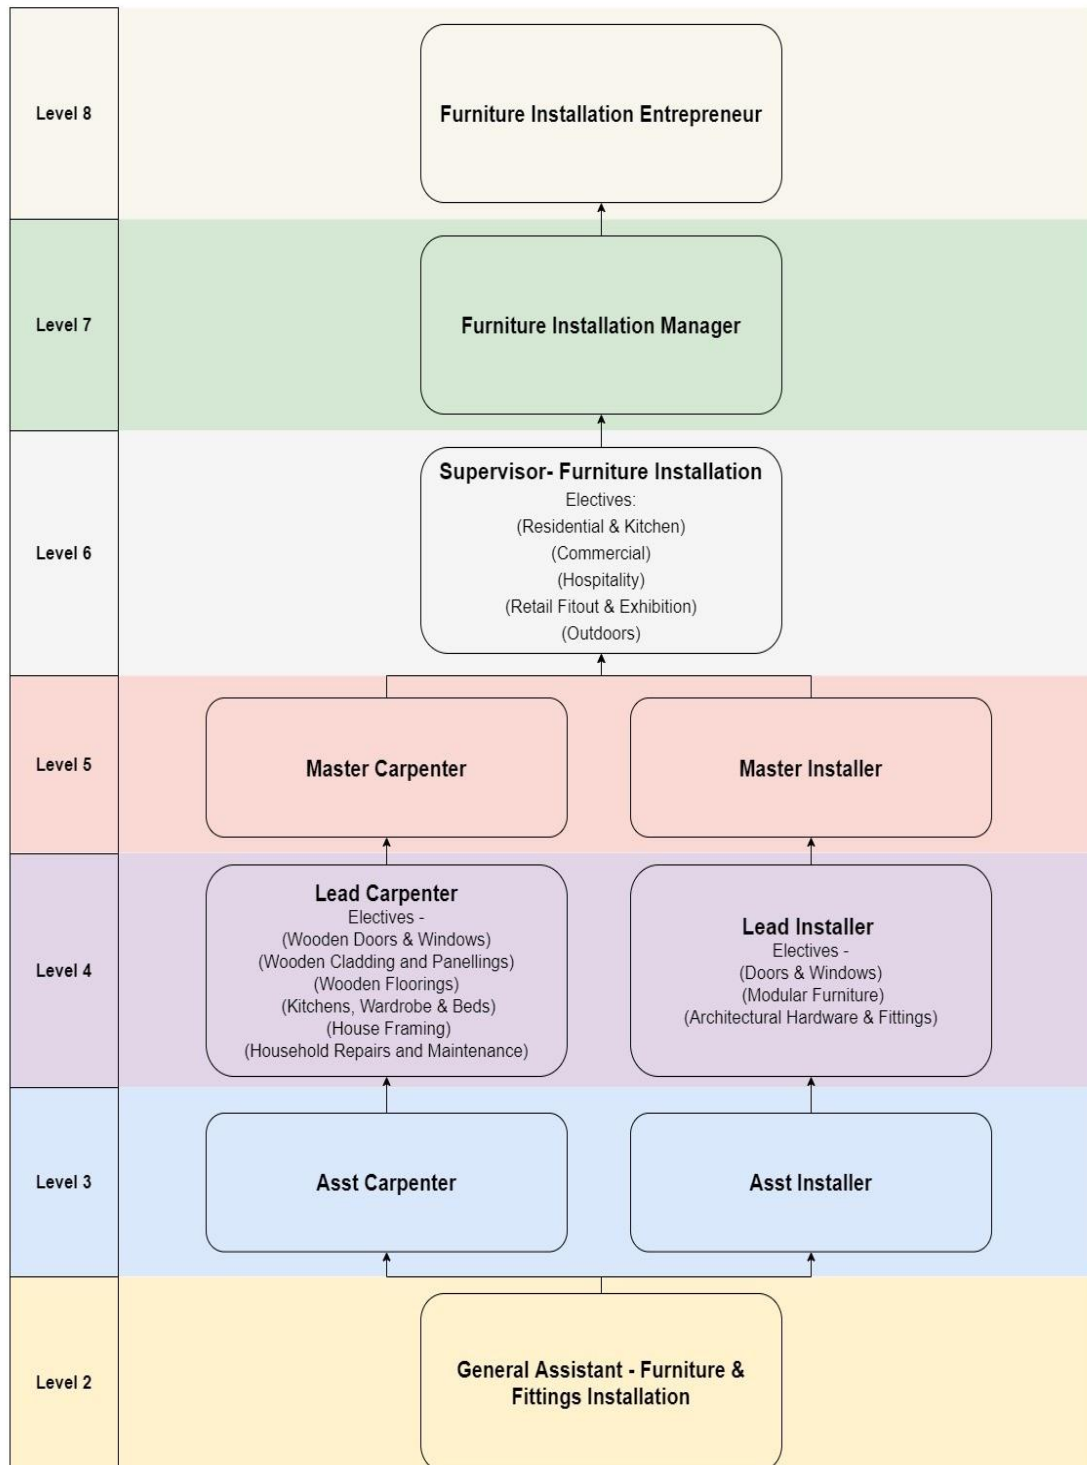 Level 8
Furniture Installation Entrepreneur
Level 7
Furniture Installation Manager
Level 6
Supervisor- Furniture Installation
Electives:
(Residential & Kitchen)
(Commercial)
(Hospitality)
(Retail Fitout & Exhibition)
(Outdoors)
Level 5
Master Carpenter
Master Installer
Level 4
Lead Carpenter
Electives -
(Wooden Doors & Windows)
(Wooden Cladding and Panellings)
(Wooden Floorings)
(Kitchens, Wardrobe & Beds)
(House Framing)
(Household Repairs and Maintenance)
Lead Installer
Electives -
(Doors & Windows)
(Modular Furniture)
(Architectural Hardware & Fittings)
Level 3
Asst Carpenter
Asst Installer
Level 2
General Assistant - Furniture &
Fittings Installation